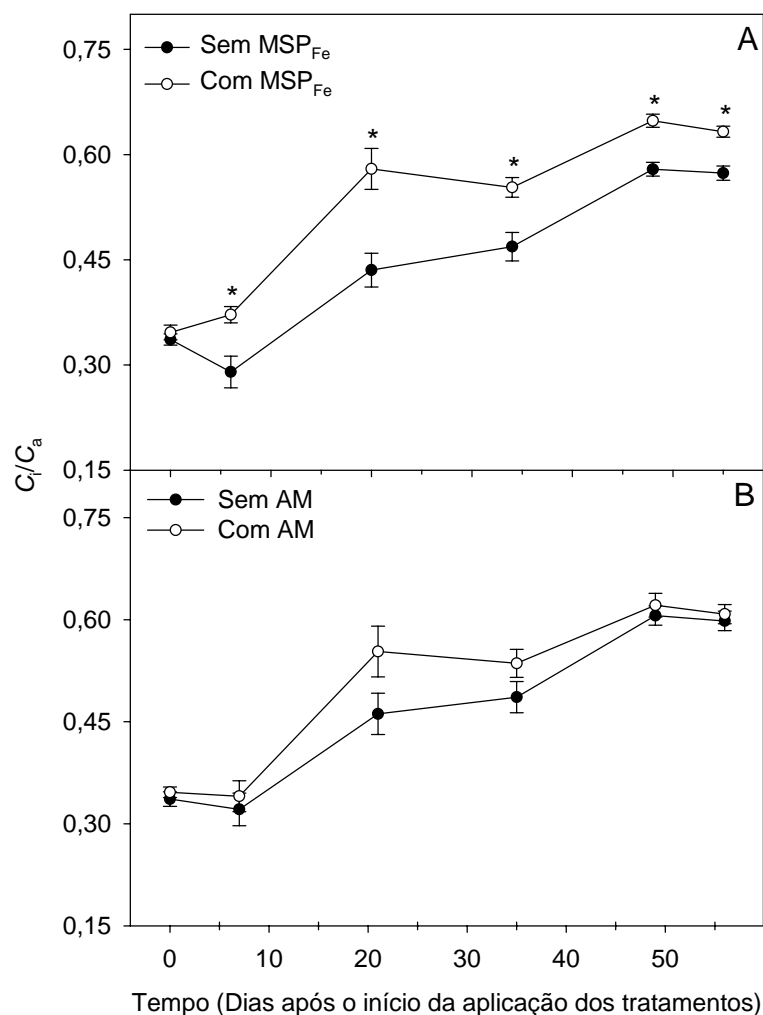 A
Sem MSP_Fe
Com MSP_Fe
0,75
* *
*
0,60
*
0,45
*
0,30
0,15
C_i/C_a
B
Sem AM
Com AM
0,75
0,60
0,45
0,30
0,15
0 10 20 30 40 50
Tempo (Dias após o início da aplicação dos tratamentos)